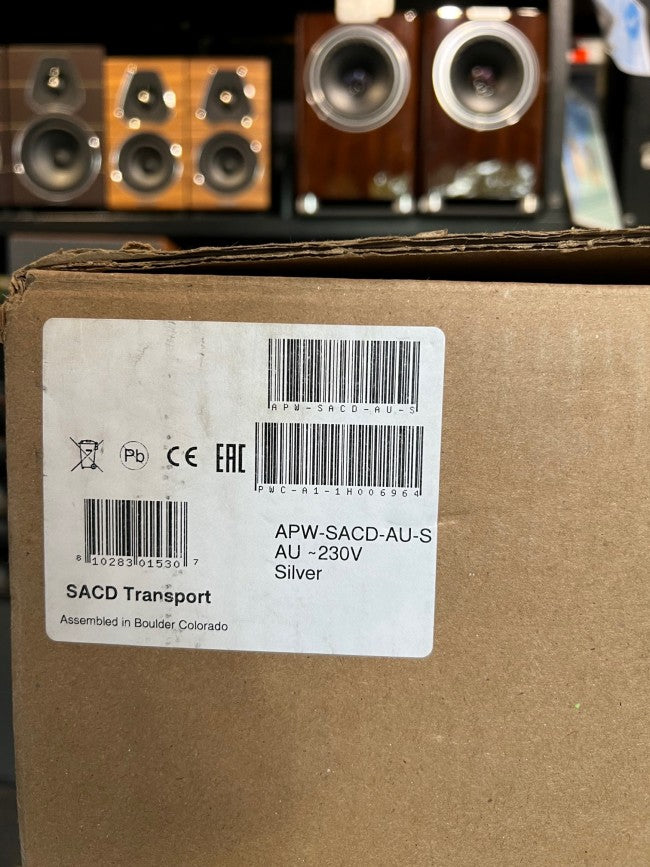 APW-SACD-AU-S
PWC-A1-1H006964
Pb CE EAC
8 10283 01530 7
APW-SACD-AU-S
AU ~230V
Silver
SACD Transport
Assembled in Boulder Colorado